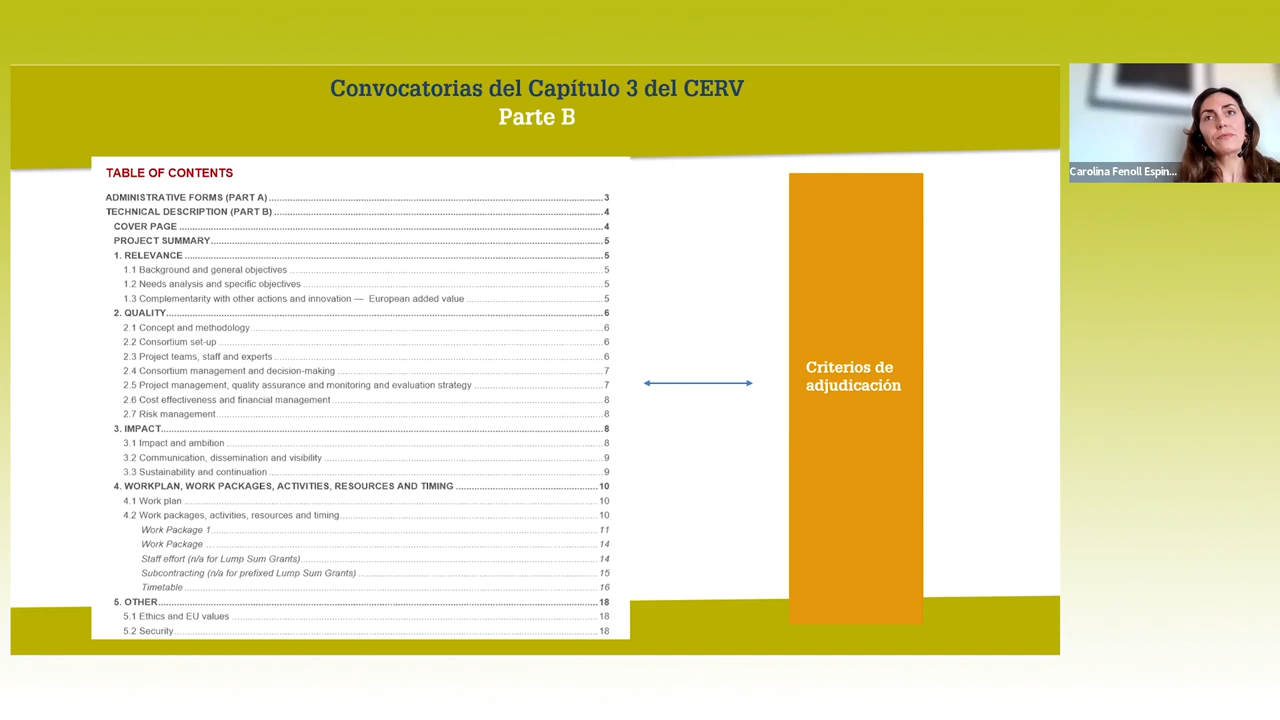 Convocatorias del Capítulo 3 del CERV
Parte B
TABLE OF CONTENTS
ADMINISTRATIVE FORMS (PART A) 3
TECHNICAL DESCRIPTION (PART B) 4
COVER PAGE 4
PROJECT SUMMARY 5
1. RELEVANCE 5
1.1 Background and general objectives 5
1.2 Needs analysis and specific objectives 5
1.3 Complementarity with other actions and innovation — European added value 5
2. QUALITY 6
2.1 Concept and methodology 6
2.2 Consortium set-up 6
2.3 Project teams, staff and experts 6
2.4 Consortium management and decision-making 7
2.5 Project management, quality assurance and monitoring and evaluation strategy 7
2.6 Cost effectiveness and financial management 8
2.7 Risk management 8
3. IMPACT 8
3.1 Impact and ambition 8
3.2 Communication, dissemination and visibility 9
3.3 Sustainability and continuation 9
4. WORKPLAN, WORK PACKAGES, ACTIVITIES, RESOURCES AND TIMING 10
4.1 Work plan 10
4.2 Work packages, activities, resources and timing 10
Work Package 1 11
Work Package … 14
Staff effort (n/a for Lump Sum Grants) 14
Subcontracting (n/a for prefixed Lump Sum Grants) 15
Timetable 16
5. OTHER 18
5.1 Ethics and EU values 18
5.2 Security 18
Criterios de
adjudicación
Carolina Fenoll Espin...